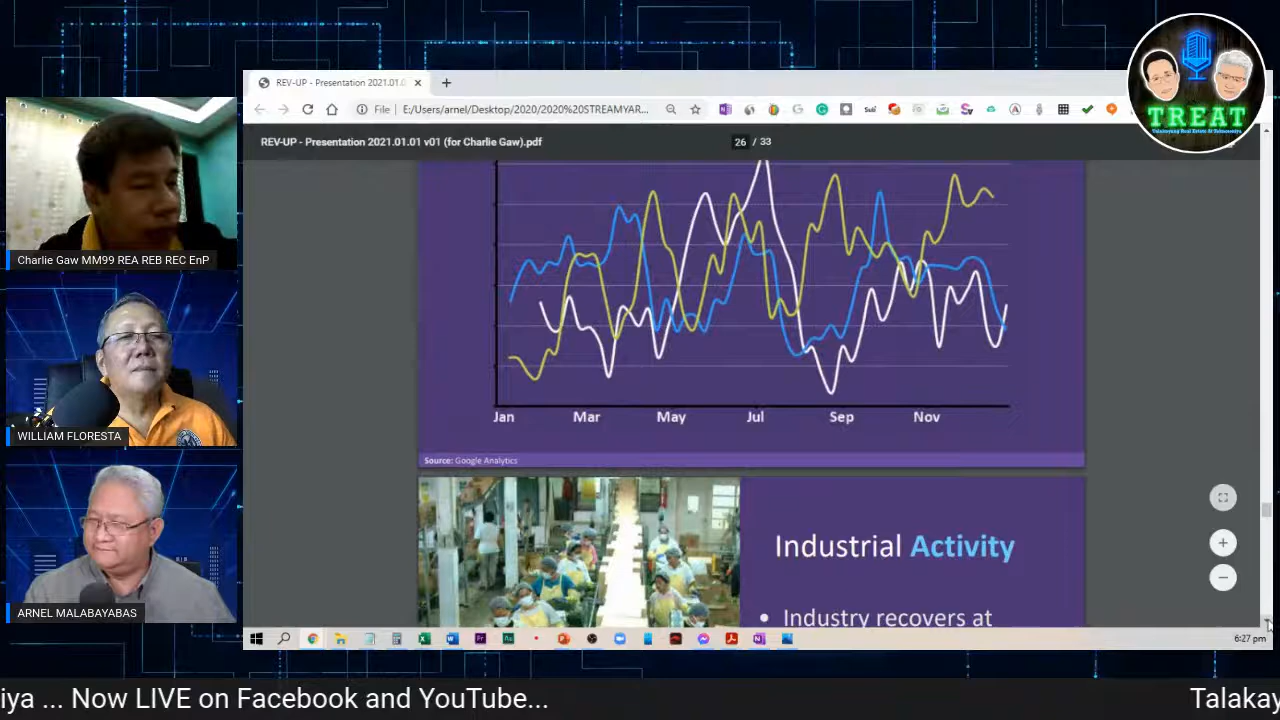 REV-UP - Presentation 2021.01.0
File
E:/Users/arnel/Desktop/2020/2020%20STREAMYAR...
TREAT
REV-UP - Presentation 2021.01.01 v01 (for Charlie Gaw).pdf
26 / 33
Charlie Gaw MM99 REA REB REC EnP
WILLIAM FLORESTA
ARNEL MALABAYABAS
Jan Mar May Jul Sep Nov
Source: Google Analytics
Industrial Activity
• Industry recovers at
6:27 pm
iya ... Now LIVE on Facebook and YouTube...
Talakay